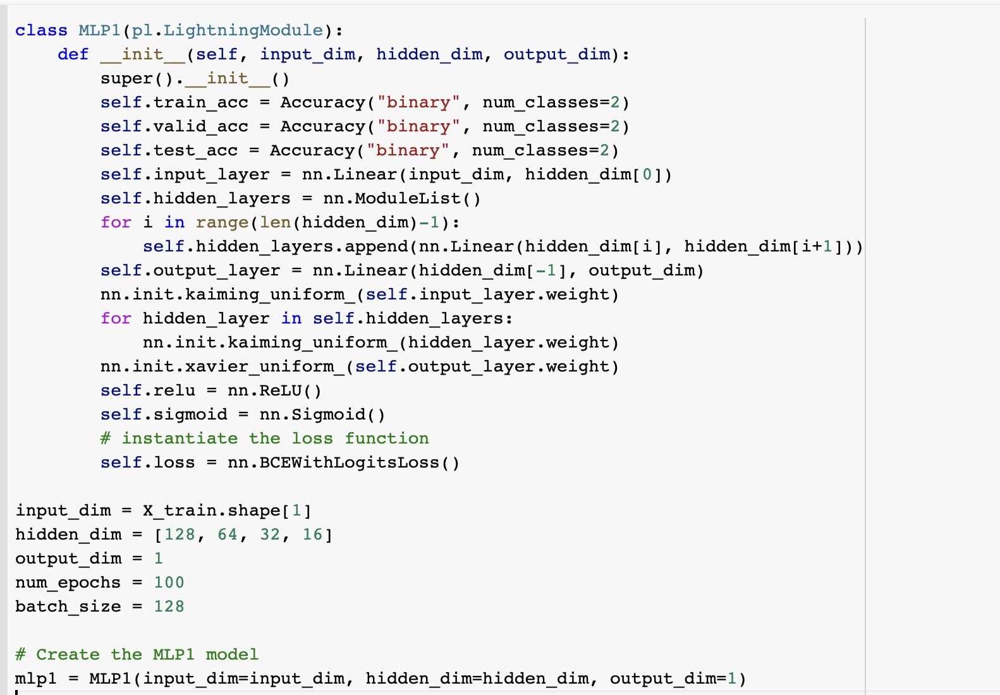 class MLP1(pl.LightningModule):
    def __init__(self, input_dim, hidden_dim, output_dim):
        super().__init__()
        self.train_acc = Accuracy("binary", num_classes=2)
        self.valid_acc = Accuracy("binary", num_classes=2)
        self.test_acc = Accuracy("binary", num_classes=2)
        self.input_layer = nn.Linear(input_dim, hidden_dim[0])
        self.hidden_layers = nn.ModuleList()
        for i in range(len(hidden_dim)-1):
            self.hidden_layers.append(nn.Linear(hidden_dim[i], hidden_dim[i+1]))
        self.output_layer = nn.Linear(hidden_dim[-1], output_dim)
        nn.init.kaiming_uniform_(self.input_layer.weight)
        for hidden_layer in self.hidden_layers:
            nn.init.kaiming_uniform_(hidden_layer.weight)
        nn.init.xavier_uniform_(self.output_layer.weight)
        self.relu = nn.ReLU()
        self.sigmoid = nn.Sigmoid()
        # instantiate the loss function
        self.loss = nn.BCEWithLogitsLoss()

input_dim = X_train.shape[1]
hidden_dim = [128, 64, 32, 16]
output_dim = 1
num_epochs = 100
batch_size = 128

# Create the MLP1 model
mlp1 = MLP1(input_dim=input_dim, hidden_dim=hidden_dim, output_dim=1)